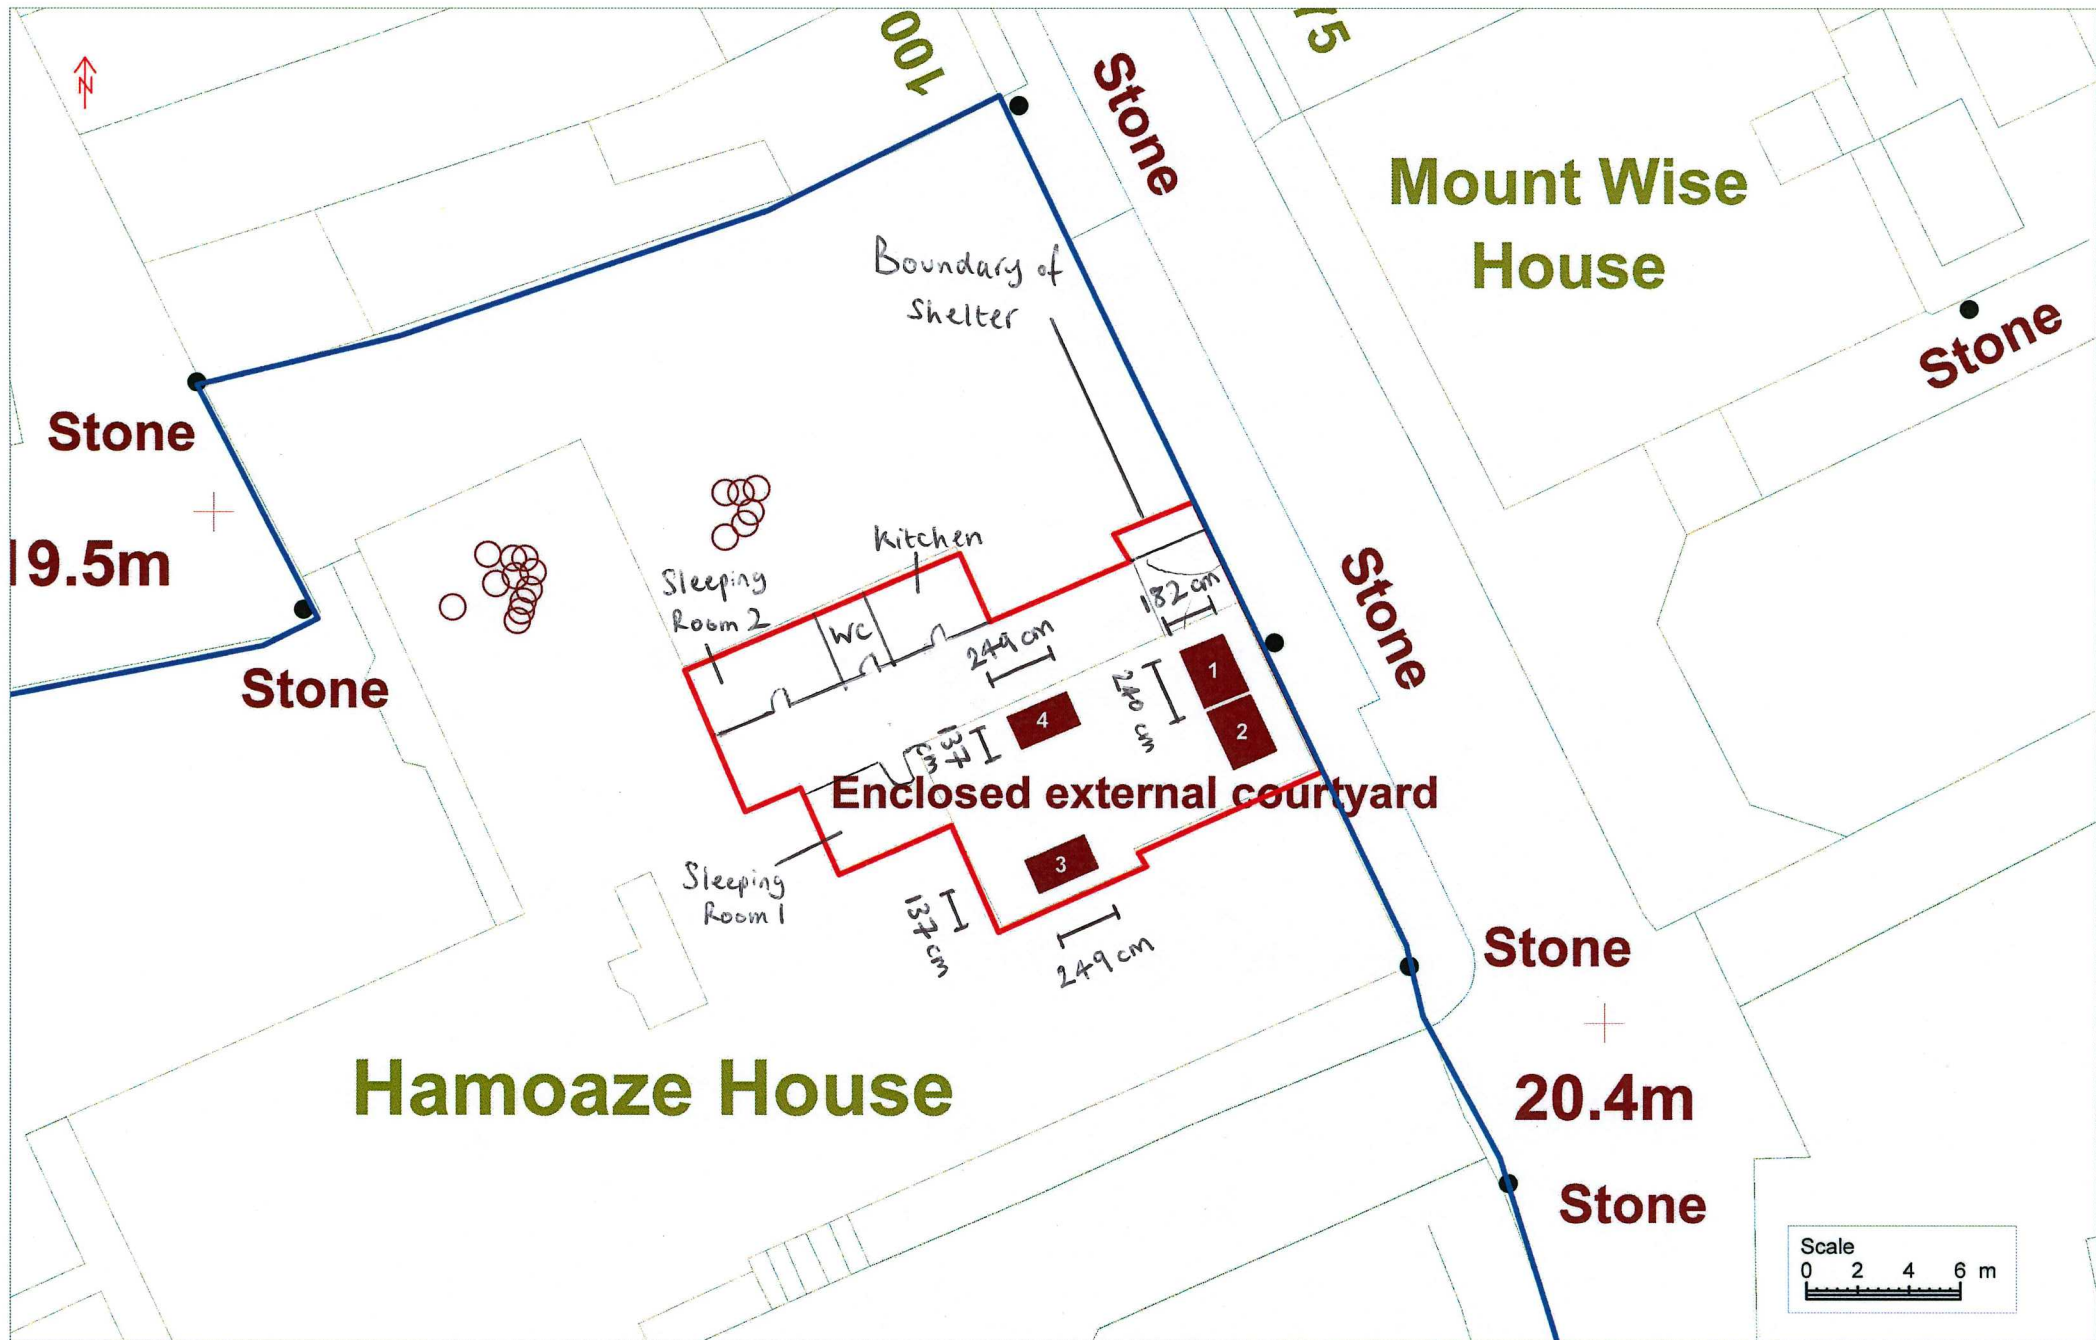 N
100
75
Stone
Mount Wise
House
Boundary of
Shelter
Stone
Stone
19.5m
Kitchen
Sleeping
Room 2
WC
182 cm
249 cm
Stone
240 cm
1
2
4
137
cm
Stone
Enclosed external courtyard
3
Sleeping
Room 1
137 cm
249 cm
Stone
Hamoaze House
20.4m
Stone
Scale
0 2 4 6 m